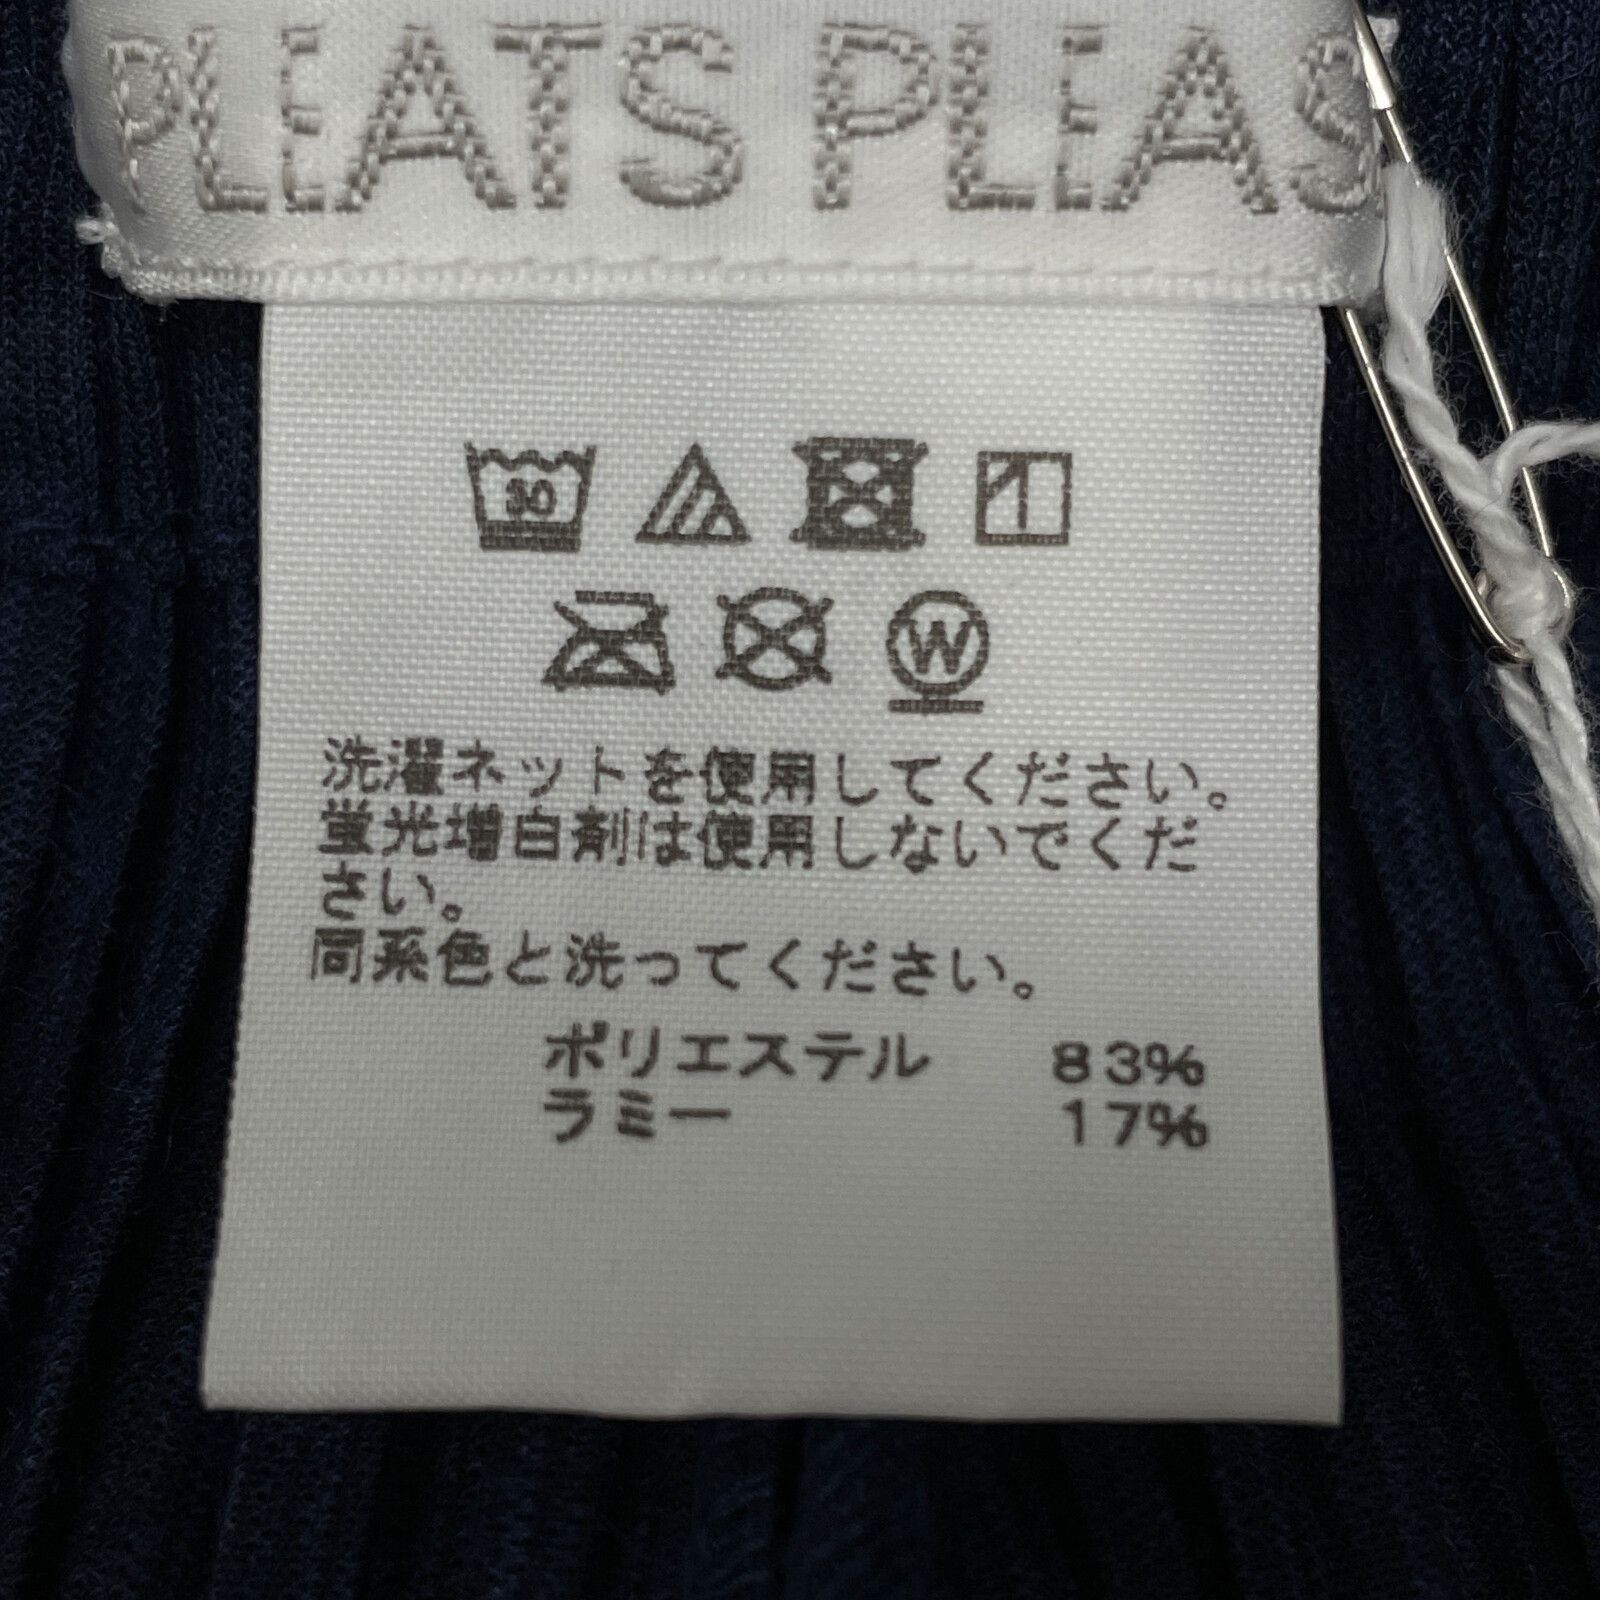 PLEATS PLEAS
30
W
洗濯ネットを使用してください。
蛍光増白剤は使用しないでくだ
さい。
同系色と洗ってください。
ポリエステル 83%
ラミー 17%